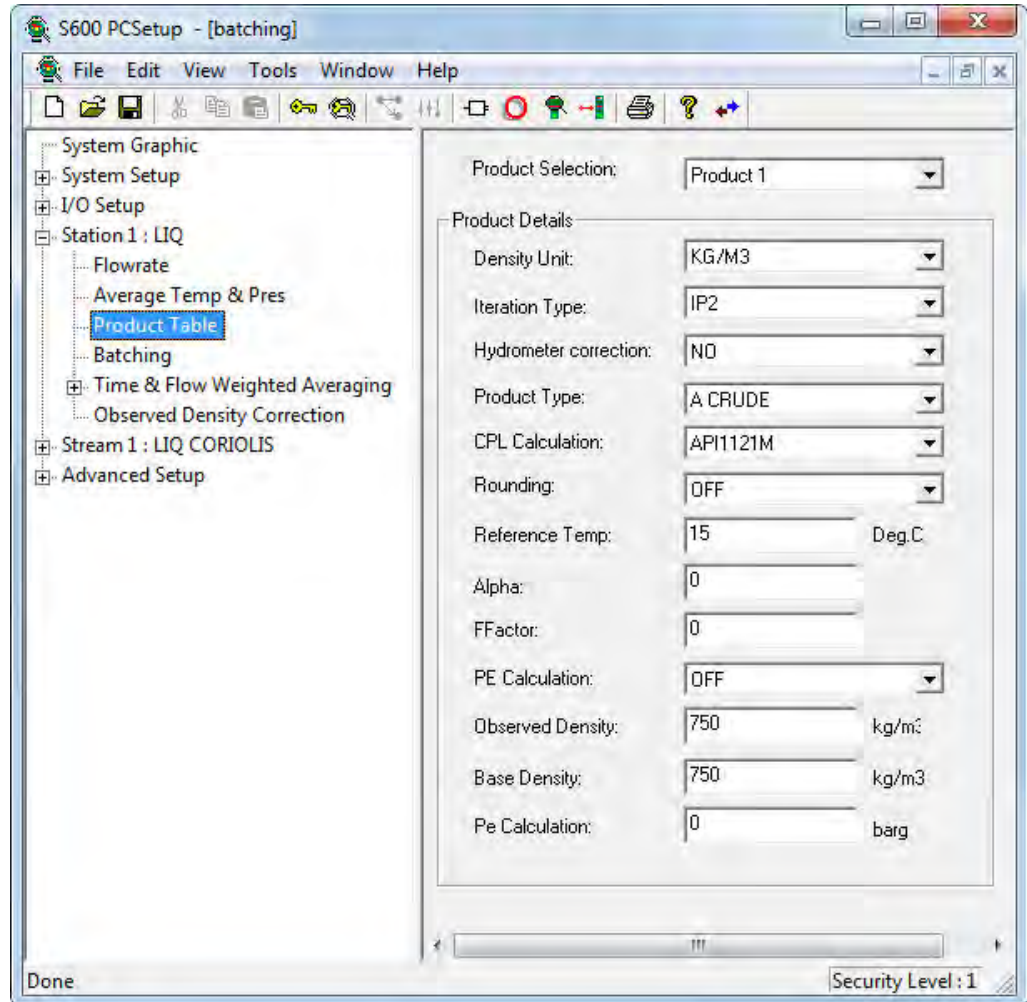 S600 PCSetup - [batching]
File Edit View Tools Window Help
System Graphic
System Setup
I/O Setup
Station 1 : LIQ
Flowrate
Average Temp & Pres
Product Table
Batching
Time & Flow Weighted Averaging
Observed Density Correction
Stream 1 : LIQ CORIOLIS
Advanced Setup
Product Selection: Product 1
Product Details
Density Unit: KG/M3
Iteration Type: IP2
Hydrometer correction: NO
Product Type: A CRUDE
CPL Calculation: API1121M
Rounding: OFF
Reference Temp: 15 Deg.C
Alpha: 0
FFactor: 0
PE Calculation: OFF
Observed Density: 750 kg/m3
Base Density: 750 kg/m3
Pe Calculation: 0 barg
Done Security Level : 1